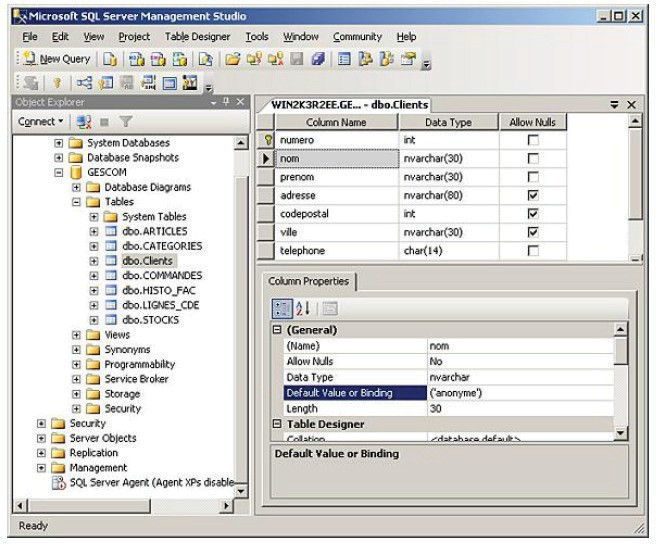 Microsoft SQL Server Management Studio
File Edit View Project Table Designer Tools Window Community Help
New Query
Object Explorer
Connect
System Databases
Database Snapshots
GESCOM
Database Diagrams
Tables
System Tables
dbo.ARTICLES
dbo.CATEGORIES
dbo.Clients
dbo.COMMANDES
dbo.HISTO_FAC
dbo.LIGNES_CDE
dbo.STOCKS
Views
Synonyms
Programmability
Service Broker
Storage
Security
Security
Server Objects
Replication
Management
SQL Server Agent (Agent XPs disable
WIN2K3R2EE.GE... - dbo.Clients
Column Name Data Type Allow Nulls
numero int
nom nvarchar(30)
prenom nvarchar(30)
adresse nvarchar(80)
codepostal int
ville nvarchar(30)
telephone char(14)
Column Properties
(General)
(Name) nom
Allow Nulls No
Data Type nvarchar
Default Value or Binding ('anonyme')
Length 30
Table Designer
Collation <database default>
Default Value or Binding
Ready